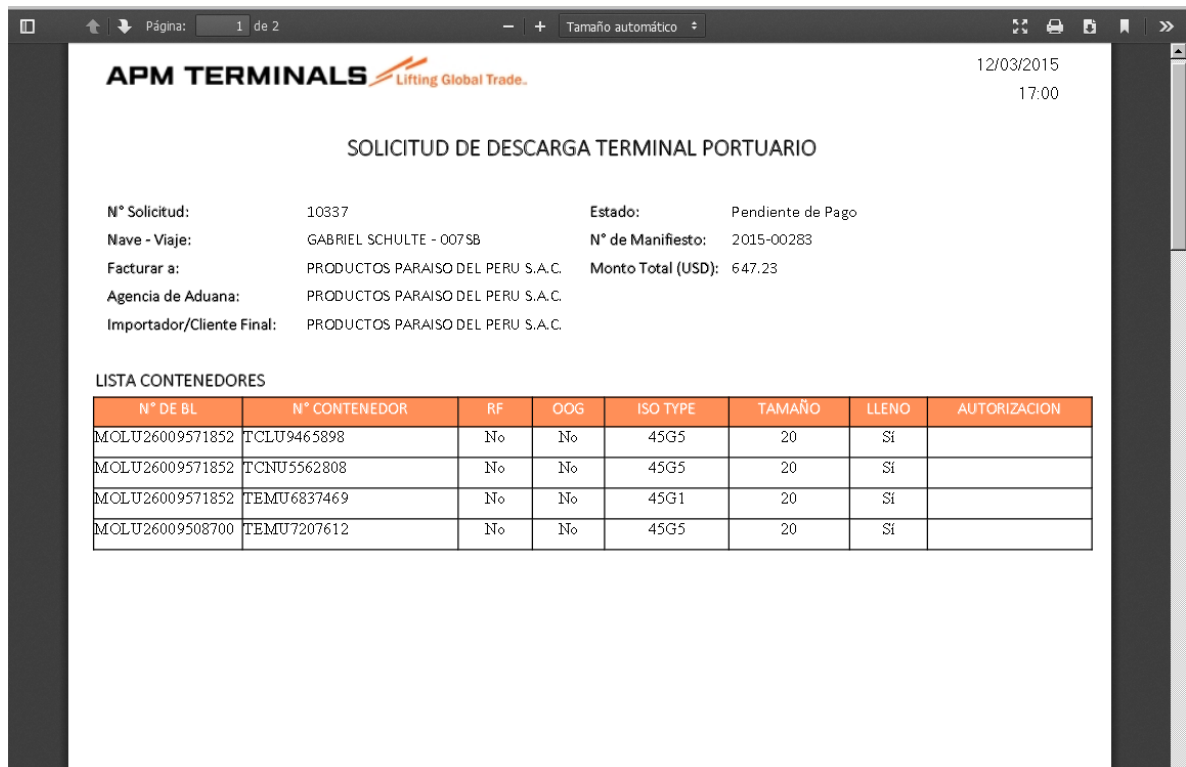 Página: 1 de 2 Tamaño automático
APM TERMINALS Lifting Global Trade.
12/03/2015
17:00
SOLICITUD DE DESCARGA TERMINAL PORTUARIO
N° Solicitud: 10337 Estado: Pendiente de Pago
Nave - Viaje: GABRIEL SCHULTE - 007SB N° de Manifiesto: 2015-00283
Facturar a: PRODUCTOS PARAISO DEL PERU S.A.C. Monto Total (USD): 647.23
Agencia de Aduana: PRODUCTOS PARAISO DEL PERU S.A.C.
Importador/Cliente Final: PRODUCTOS PARAISO DEL PERU S.A.C.
LISTA CONTENEDORES
N° DE BL N° CONTENEDOR RF OOG ISO TYPE TAMAÑO LLENO AUTORIZACION
MOLU26009571852 TCLU9465898 No No 45G5 20 Sí
MOLU26009571852 TCNU5562808 No No 45G5 20 Sí
MOLU26009571852 TEMU6837469 No No 45G1 20 Sí
MOLU26009508700 TEMU7207612 No No 45G5 20 Sí